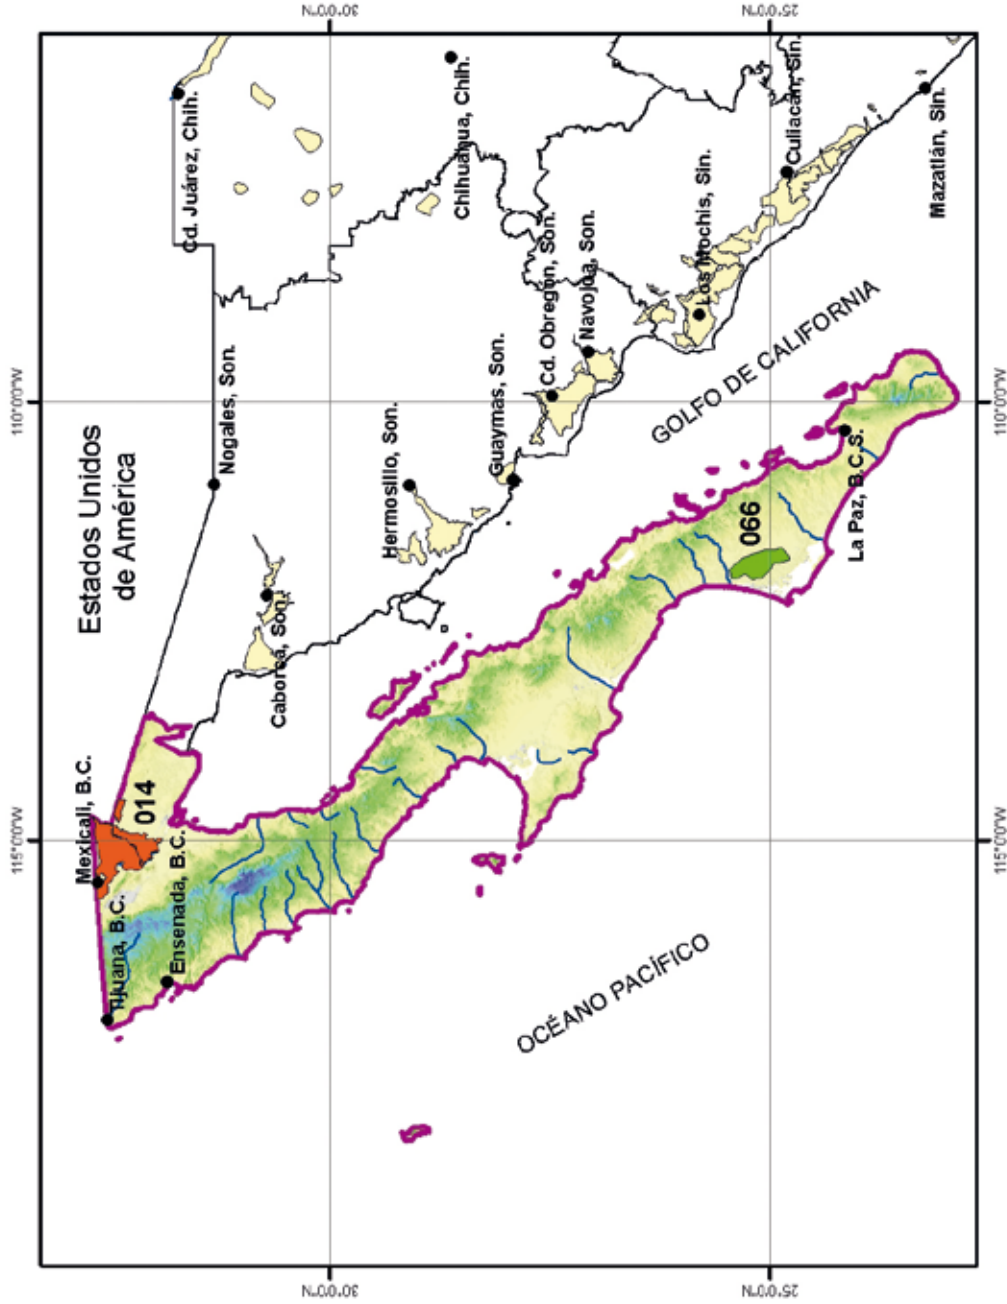 30°0'0"N
25°0'0"N
Cd. Juárez, Chih.
Chihuahua, Chih.
Culiacán, Sin.
Mazatlán, Sin.
Los Mochis, Sin.
Cd. Obregón, Son.
Navojoa, Son.
Nogales, Son.
Guaymas, Son.
Hermosillo, Son.
110°0'0"W
110°0'0"W
Estados Unidos
de América
GOLFO DE CALIFORNIA
La Paz, B.C.S.
066
Caborca, Son.
Mexicali, B.C.
014
115°0'0"W
115°0'0"W
Ensenada, B.C.
Tijuana, B.C.
OCÉANO PACÍFICO
30°0'0"N
25°0'0"N